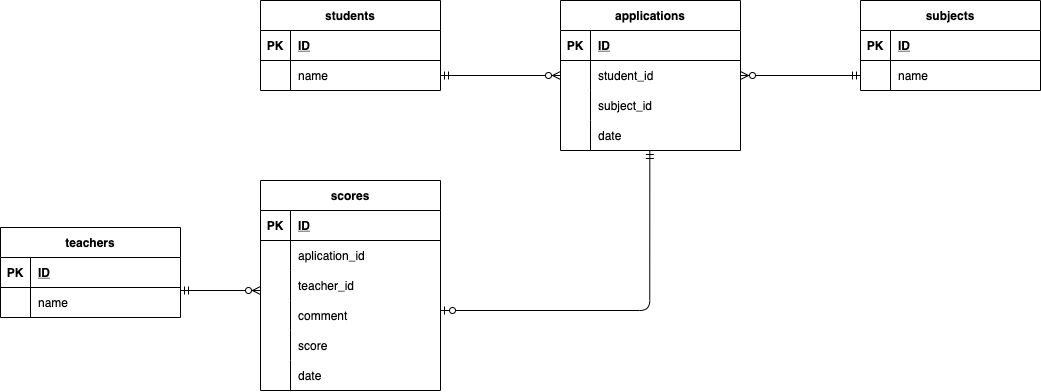 students
PK ID
name
applications
PK ID
student_id
subject_id
date
subjects
PK ID
name
scores
PK ID
aplication_id
teacher_id
comment
score
date
teachers
PK ID
name